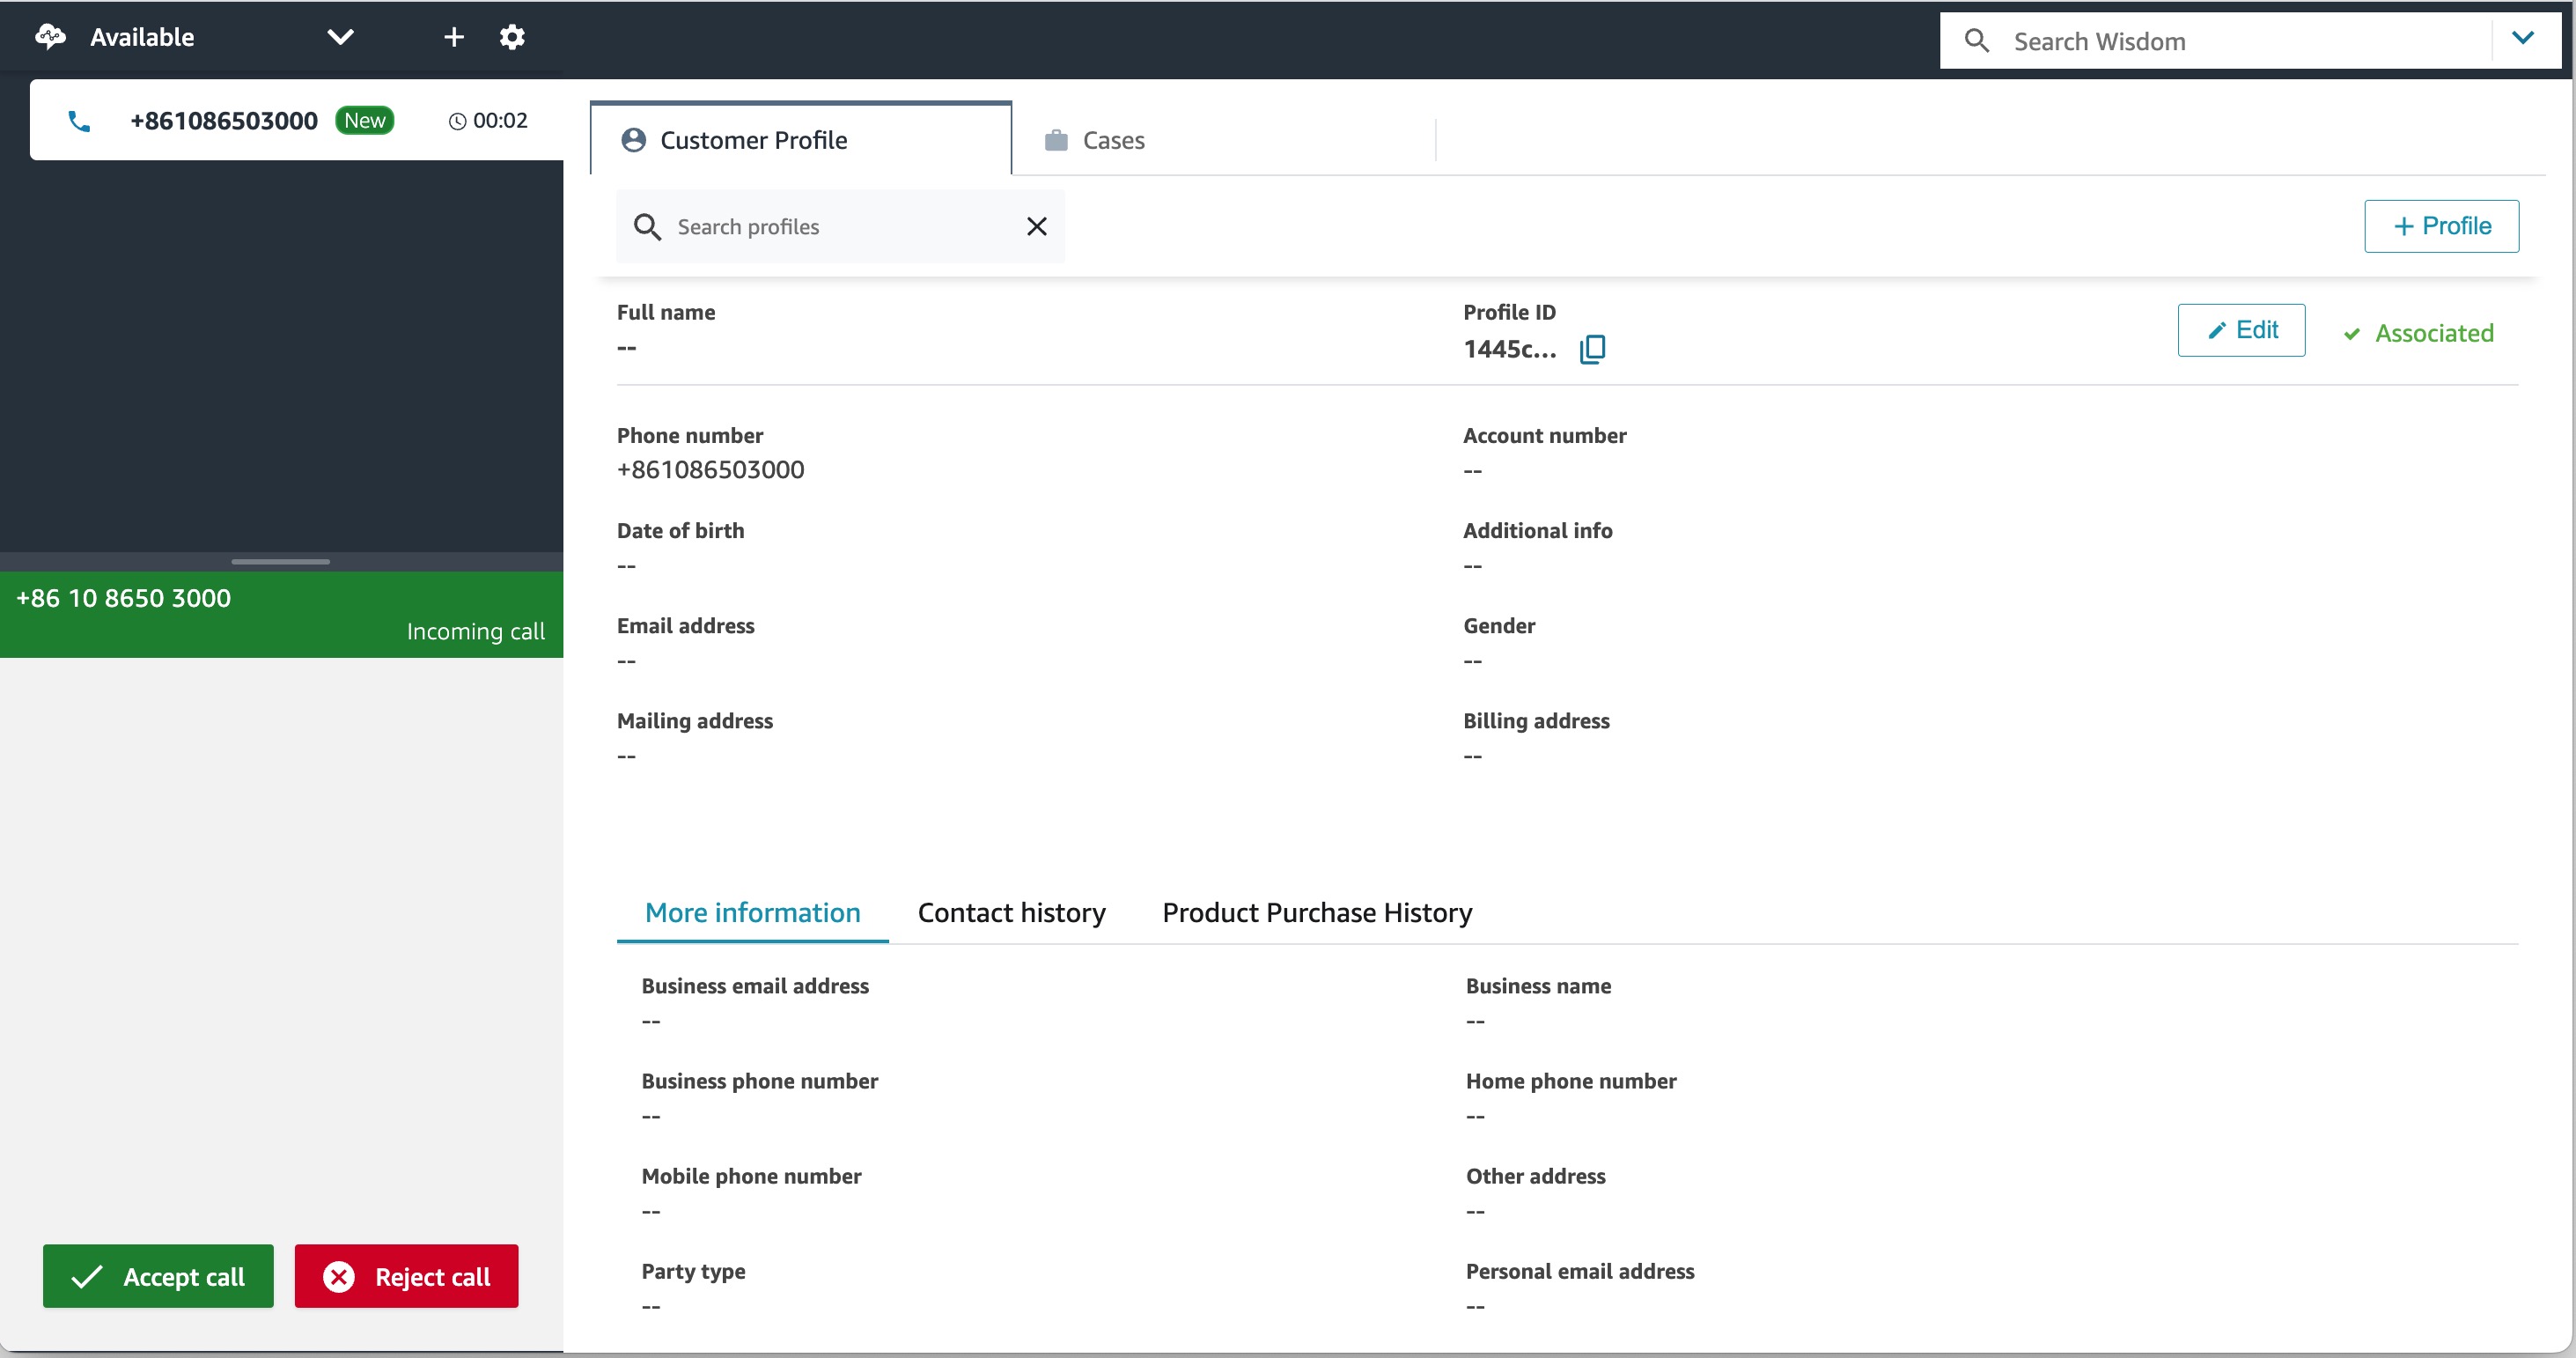 Available
Search Wisdom
+861086503000 New 00:02
Customer Profile
Cases
Search profiles
+ Profile
Full name
--
Profile ID
1445c...
Edit
Associated
Phone number
+861086503000
Account number
--
Date of birth
--
Additional info
--
+86 10 8650 3000
Incoming call
Email address
--
Gender
--
Mailing address
--
Billing address
--
More information
Contact history
Product Purchase History
Business email address
--
Business name
--
Business phone number
--
Home phone number
--
Mobile phone number
--
Other address
--
Party type
--
Personal email address
--
Accept call
Reject call